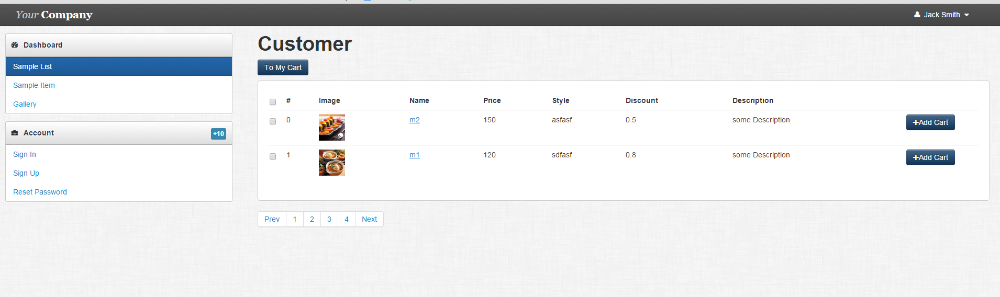 Your Company
Jack Smith
Dashboard
Sample List
Sample Item
Gallery
Account
+10
Sign In
Sign Up
Reset Password
Customer
To My Cart
# Image Name Price Style Discount Description
0 m2 150 asfasf 0.5 some Description +Add Cart
1 m1 120 sdfasf 0.8 some Description +Add Cart
Prev 1 2 3 4 Next